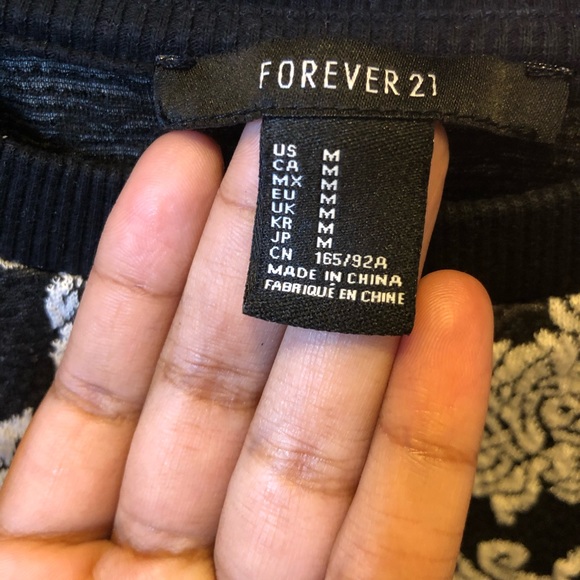 FOREVER 21
US M
CA M
MX M
EU M
UK M
KR M
JP M
CN 165/92A
MADE IN CHINA
FABRIQUÉ EN CHINE